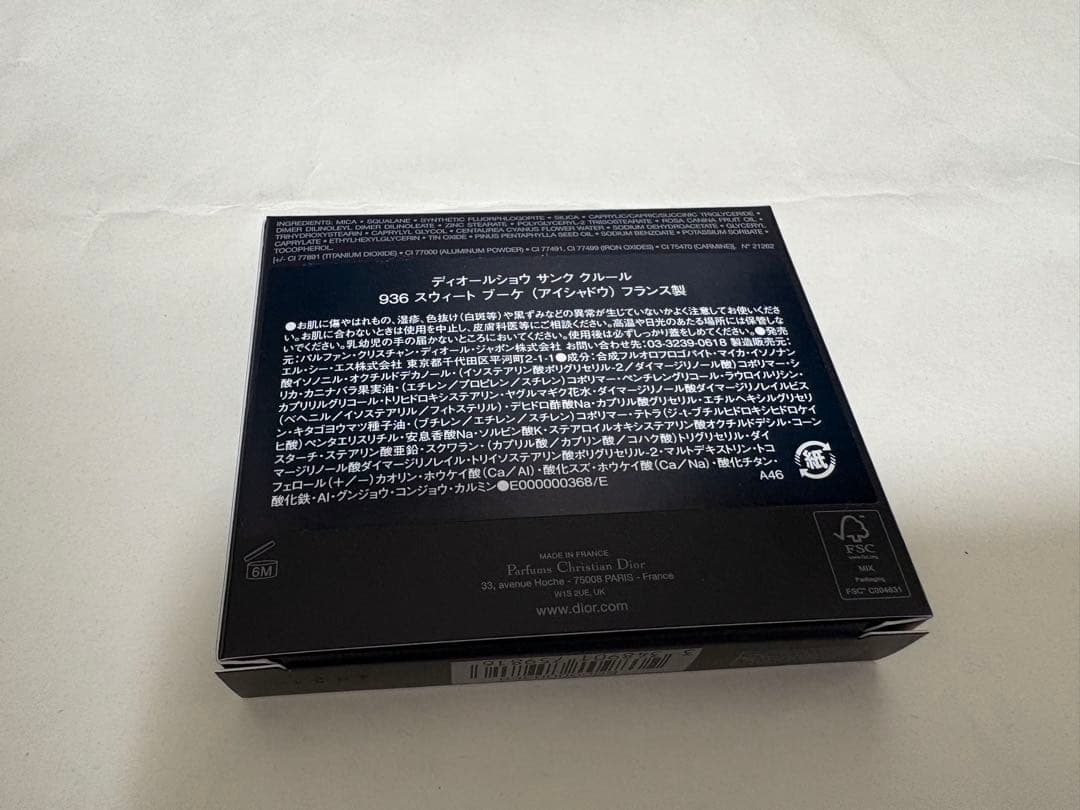 INGREDIENTS: MICA • SQUALANE • SYNTHETIC FLUORPHLOGOPITE • SILICA • CAPRYLIC/CAPRIC/SUCCINIC TRIGLYCERIDE •
DIMER DILINOLEYL DIMER DILINOLEATE • ZINC STEARATE • POLYGLYCERYL-2 TRIISOSTEARATE • ROSA CANINA FRUIT OIL •
TRIHYDROXYSTEARIN • CAPRYLYL GLYCOL • CENTAUREA CYANUS FLOWER WATER • SODIUM DEHYDROACETATE • GLYCERYL
CAPRYLATE • ETHYLHEXYLGLYCERIN • TIN OXIDE • PINUS PENTAPHYLLA SEED OIL • SODIUM BENZOATE • POTASSIUM SORBATE •
TOCOPHEROL.
[+/- CI 77891 (TITANIUM DIOXIDE) • CI 77000 (ALUMINUM POWDER) • CI 77491, CI 77499 (IRON OXIDES) • CI 75470 (CARMINE)]. N° 21262
ディオールショウ サンク クルール
936 スウィート ブーケ (アイシャドウ) フランス製
●お肌に傷やはれもの、湿疹、色抜け(白斑等)や黒ずみなどの異常が生じていないかよく注意してお使いくださ
い。お肌に合わないときは使用を中止し、皮膚科医等にご相談ください。高温や日光のあたる場所には保管しな
いでください。乳幼児の手の届かないところにおいてください。使用後は必ずしっかり蓋をしめてください。●発売
元:パルファン・クリスチャン・ディオール・ジャポン株式会社 お問い合わせ先:03-3239-0618 製造販売元:
エル・シー・エス株式会社 東京都千代田区平河町2-1-1●成分:合成フルオロフロゴパイト・マイカ・イソノナン
酸イソノニル・オクチルドデカノール・(イソステアリン酸ポリグリセリル-2/ダイマージリノール酸)コポリマー・シ
リカ・カニナバラ果実油・(エチレン/プロピレン/スチレン)コポリマー・ペンチレングリコール・ラウロイルリシン・
カプリリルグリコール・トリヒドロキシステアリン・ヤグルマギク花水・ダイマージリノール酸ダイマージリノレイルビス
(ベヘニル/イソステアリル/フィトステリル)・デヒドロ酢酸Na・カプリル酸グリセリル・エチルヘキシルグリセリ
ン・キタゴヨウマツ種子油・(ブチレン/エチレン/スチレン)コポリマー・テトラ(ジ-t-ブチルヒドロキシヒドロケイ
ヒ酸)ペンタエリスリチル・安息香酸Na・ソルビン酸K・ステアロイルオキシステアリン酸オクチルドデシル・コーン
スターチ・ステアリン酸亜鉛・スクワラン・(カプリル酸/カプリン酸/コハク酸)トリグリセリル・ダイ
マージリノール酸ダイマージリノレイル・トリイソステアリン酸ポリグリセリル-2・マルトデキストリン・トコ
フェロール(+/-)カオリン・ホウケイ酸(Ca/Al)・酸化スズ・ホウケイ酸(Ca/Na)・酸化チタン・
酸化鉄・Al・グンジョウ・コンジョウ・カルミン●E000000368/E
紙
A46
6M
MADE IN FRANCE
Parfums Christian Dior
33, avenue Hoche - 75008 PARIS - France
W1S 2UE, UK
www.dior.com
FSC
www.fsc.org
MIX
Packaging
FSC™ C004631